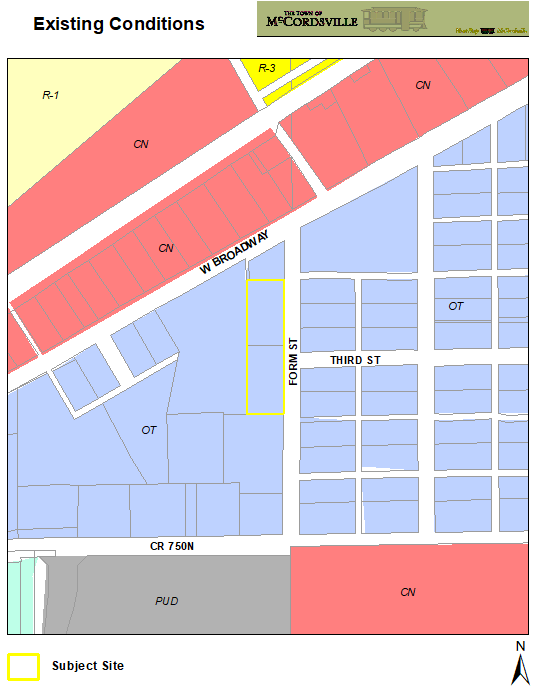 Existing Conditions
THE TOWN OF
McCORDSVILLE
R-1
R-3
CN
CN
CN
W BROADWAY
OT
FORM ST
THIRD ST
OT
CR 750N
PUD
CN
N
Subject Site